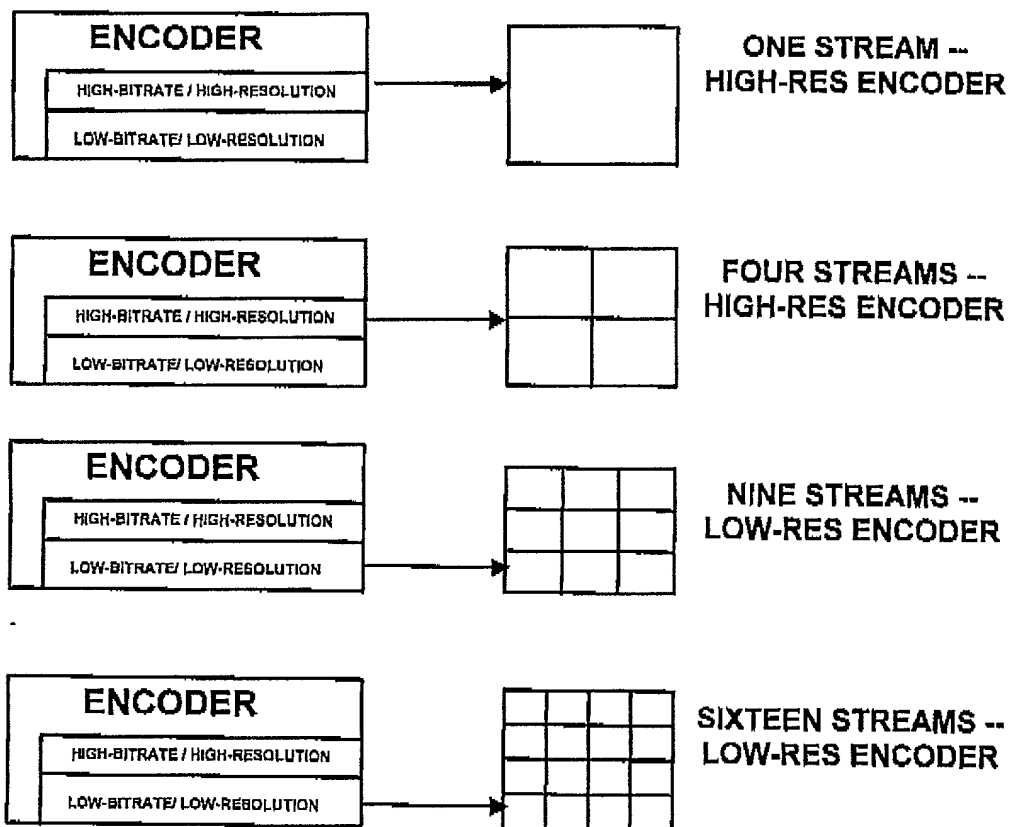 ENCODER
HIGH-BITRATE / HIGH-RESOLUTION
LOW-BITRATE/ LOW-RESOLUTION
ONE STREAM --
HIGH-RES ENCODER
ENCODER
HIGH-BITRATE / HIGH-RESOLUTION
LOW-BITRATE/ LOW-RESOLUTION
FOUR STREAMS --
HIGH-RES ENCODER
ENCODER
HIGH-BITRATE / HIGH-RESOLUTION
LOW-BITRATE/ LOW-RESOLUTION
NINE STREAMS --
LOW-RES ENCODER
ENCODER
HIGH-BITRATE / HIGH-RESOLUTION
LOW-BITRATE/ LOW-RESOLUTION
SIXTEEN STREAMS --
LOW-RES ENCODER